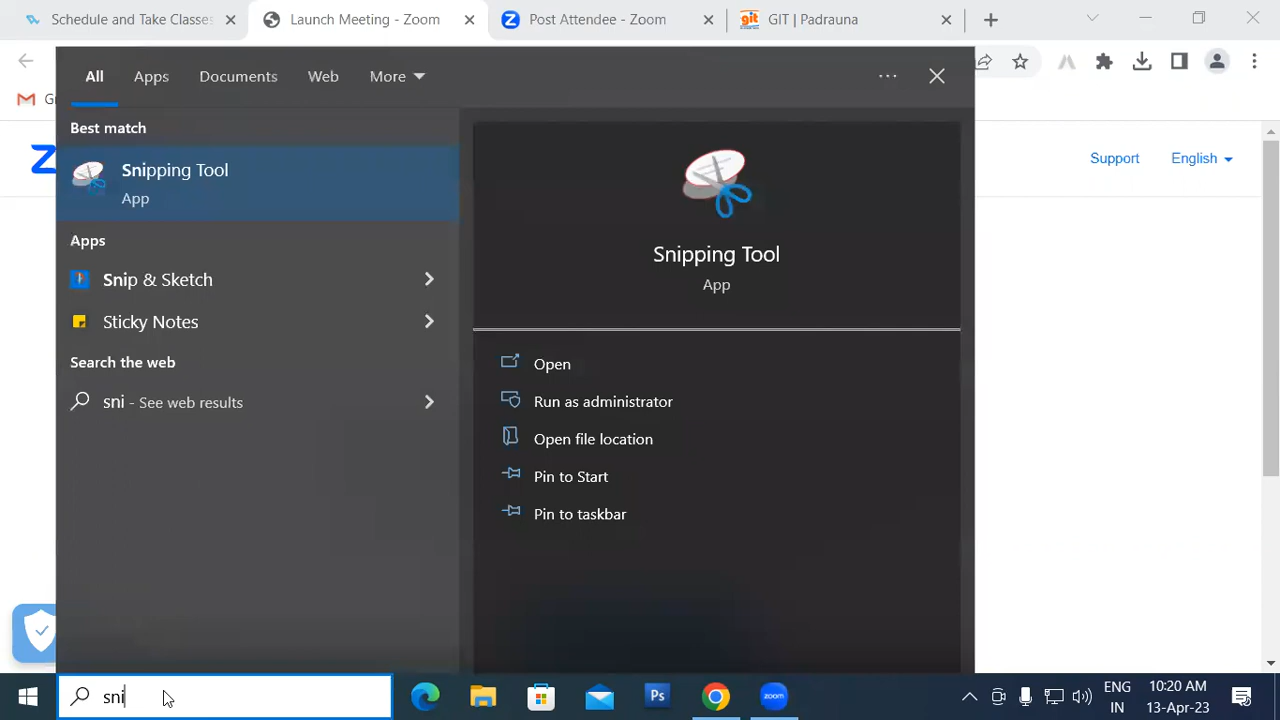 Schedule and Take Classes
Launch Meeting - Zoom
Post Attendee - Zoom
GIT | Padrauna
All
Apps
Documents
Web
More
Best match
Snipping Tool
App
Apps
Snip & Sketch
Sticky Notes
Search the web
sni - See web results
Snipping Tool
App
Open
Run as administrator
Open file location
Pin to Start
Pin to taskbar
Support
English
sni
ENG
IN
10:20 AM
13-Apr-23